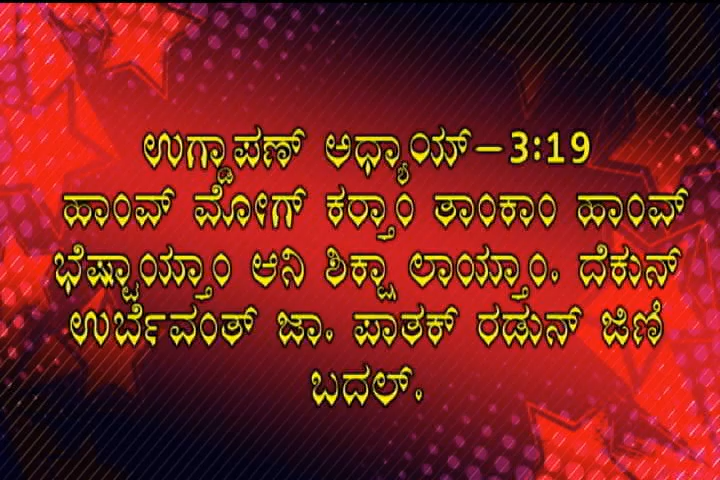 ಉಗ್ಡಾಪಣ್ ಅಧ್ಯಾಯ್-3:19
ಹಾಂವ್ ಮೋಗ್ ಕರ‍್ತಾಂ ತಾಂಕಾಂ ಹಾಂವ್
ಭೆಷ್ಟಾಯ್ತಾಂ ಆನಿ ಶಿಕ್ಷಾ ಲಾಯ್ತಾಂ. ದೆಕುನ್
ಉರ್ಬೆವಂತ್ ಜಾ. ಪಾತಕ್ ರಡುನ್ ಜಿಣಿ
ಬದಲ್.